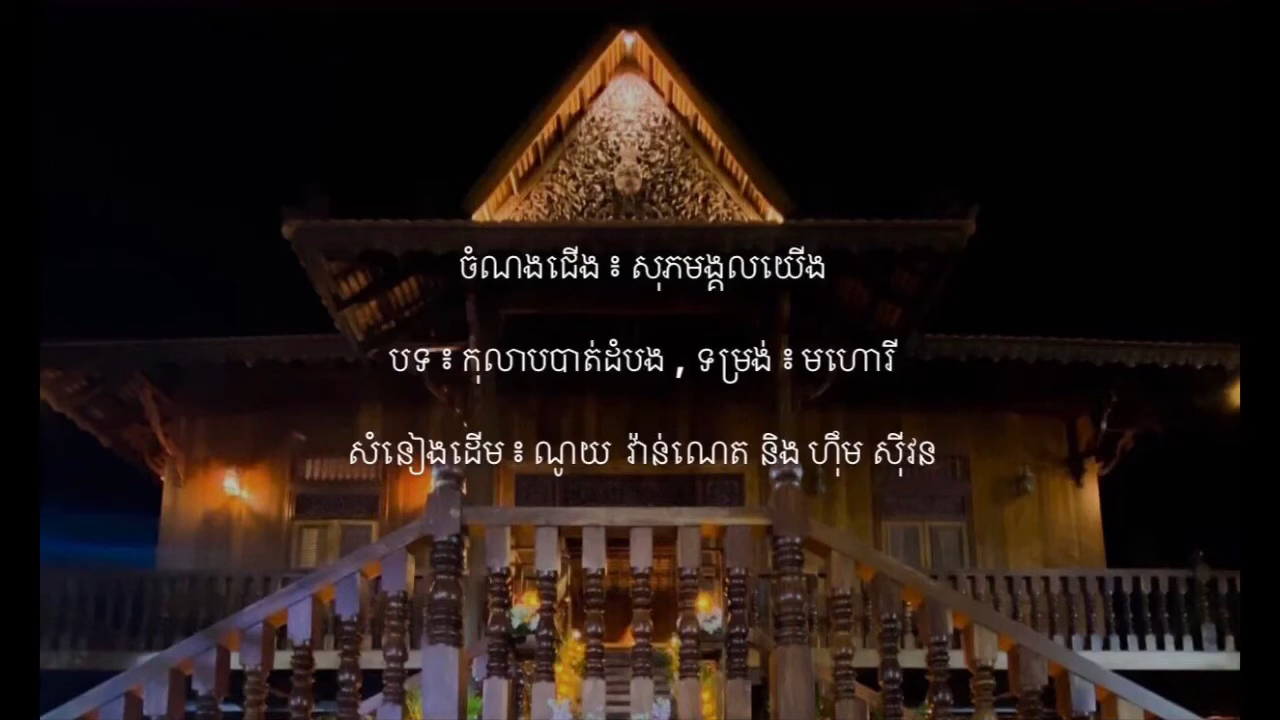 ចំណងជើង ៖ សុភមង្គលយើង
បទ ៖ កុលាបបាត់ដំបង , ទម្រង់ ៖ មហោរី
សំនៀងដើម ៖ ណូយ វ៉ាន់ណេត និង ហ៊ឹម ស៊ីវន